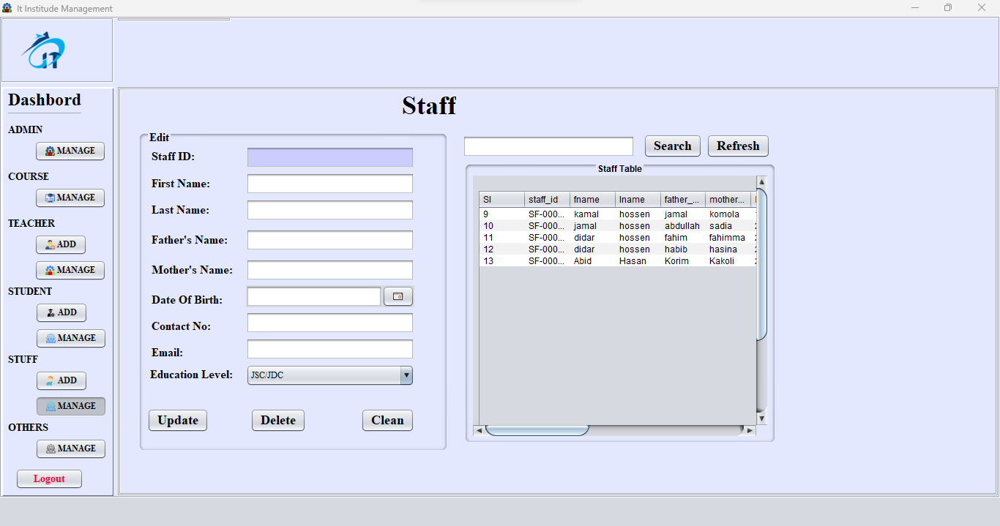 It Institude Management
IT
Dashbord
ADMIN
MANAGE
COURSE
MANAGE
TEACHER
ADD
MANAGE
STUDENT
ADD
MANAGE
STUFF
ADD
MANAGE
OTHERS
MANAGE
Logout
Staff
Edit
Staff ID:
First Name:
Last Name:
Father's Name:
Mother's Name:
Date Of Birth:
Contact No:
Email:
Education Level: JSC/JDC
Update Delete Clean
Search Refresh
Staff Table
Sl staff_id fname lname father_... mother...
9 SF-000... kamal hossen jamal komola
10 SF-000... jamal hossen abdullah sadia
11 SF-000... didar hossen fahim fahimma
12 SF-000... didar hossen habib hasina
13 SF-000... Abid Hasan Korim Kakoli